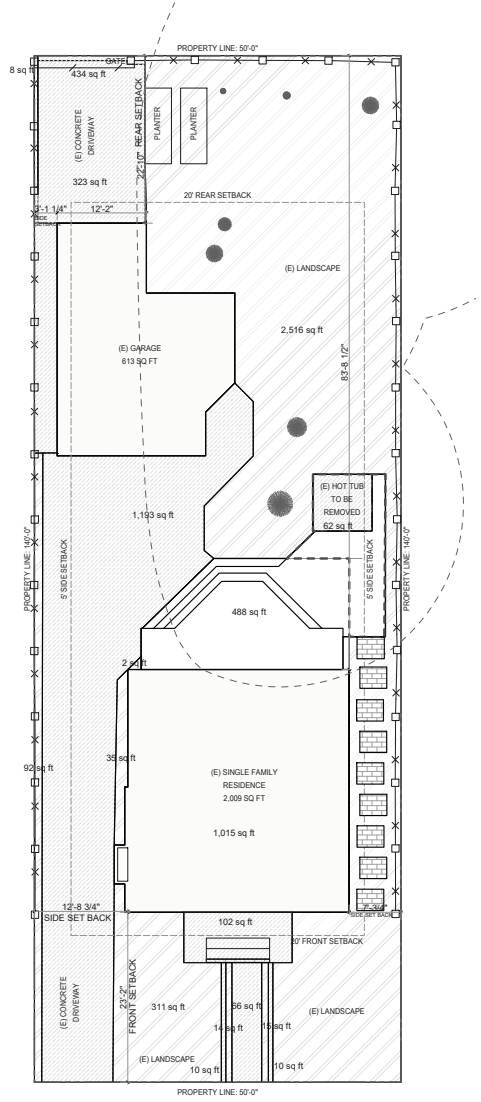 PROPERTY LINE: 50'-0"
GATE
8 sq ft
434 sq ft
(E) CONCRETE
DRIVEWAY
22'-10" REAR SETBACK
PLANTER
PLANTER
323 sq ft
20' REAR SETBACK
3'-1 1/4"
12'-2"
SIDE
SETBACK
(E) LANDSCAPE
2,516 sq ft
(E) GARAGE
613 SQ FT
83'-8 1/2"
(E) HOT TUB
TO BE
REMOVED
62 sq ft
1,193 sq ft
PROPERTY LINE: 140'-0"
5' SIDE SETBACK
5' SIDE SETBACK
PROPERTY LINE: 140'-0"
488 sq ft
2 sq ft
35 sq ft
92 sq ft
(E) SINGLE FAMILY
RESIDENCE
2,009 SQ FT
1,015 sq ft
12'-8 3/4"
SIDE SET BACK
7'-3/4"
SIDE SET BACK
102 sq ft
20' FRONT SETBACK
(E) CONCRETE
DRIVEWAY
23'-2"
FRONT SETBACK
311 sq ft
66 sq ft
(E) LANDSCAPE
14 sq ft
15 sq ft
(E) LANDSCAPE
10 sq ft
10 sq ft
PROPERTY LINE: 50'-0"